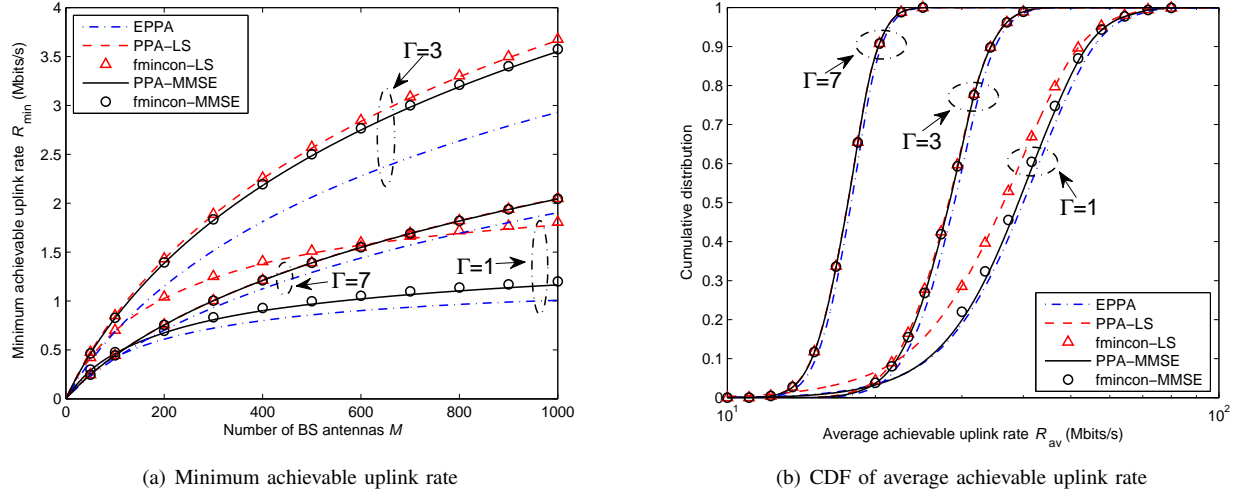 EPPA
PPA−LS
fmincon−LS
PPA−MMSE
fmincon−MMSE
Γ=3
Γ=7
Γ=1
4
3.5
3
2.5
2
1.5
1
0.5
0
0 200 400 600 800 1000
Minimum achievable uplink rate R_min (Mbits/s)
Number of BS antennas M
(a) Minimum achievable uplink rate
1
0.9
0.8
0.7
0.6
0.5
0.4
0.3
0.2
0.1
0
Γ=7
Γ=3
Γ=1
EPPA
PPA−LS
fmincon−LS
PPA−MMSE
fmincon−MMSE
10^1 10^2
Cumulative distribution
Average achievable uplink rate R_av (Mbits/s)
(b) CDF of average achievable uplink rate